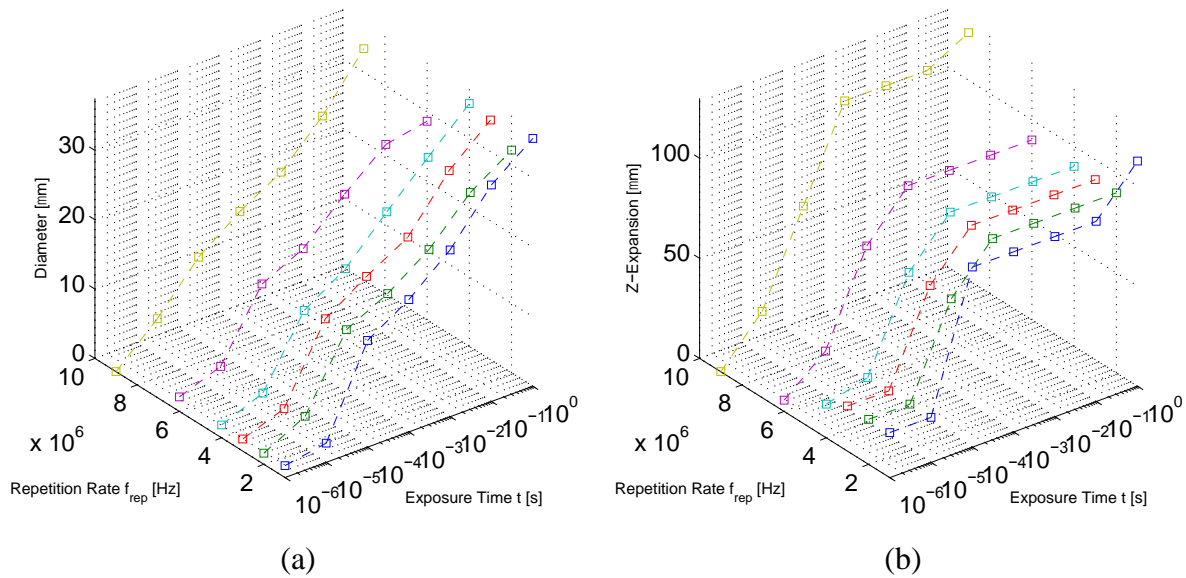 30
20
10
0
Diameter [mm]
10
8
6
4
2
x 10^6
Repetition Rate f_rep [Hz]
10^-6 10^-5 10^-4 10^-3 10^-2 10^-1 10^0
Exposure Time t [s]
(a)
100
50
0
Z-Expansion [mm]
10
8
6
4
2
x 10^6
Repetition Rate f_rep [Hz]
10^-6 10^-5 10^-4 10^-3 10^-2 10^-1 10^0
Exposure Time t [s]
(b)